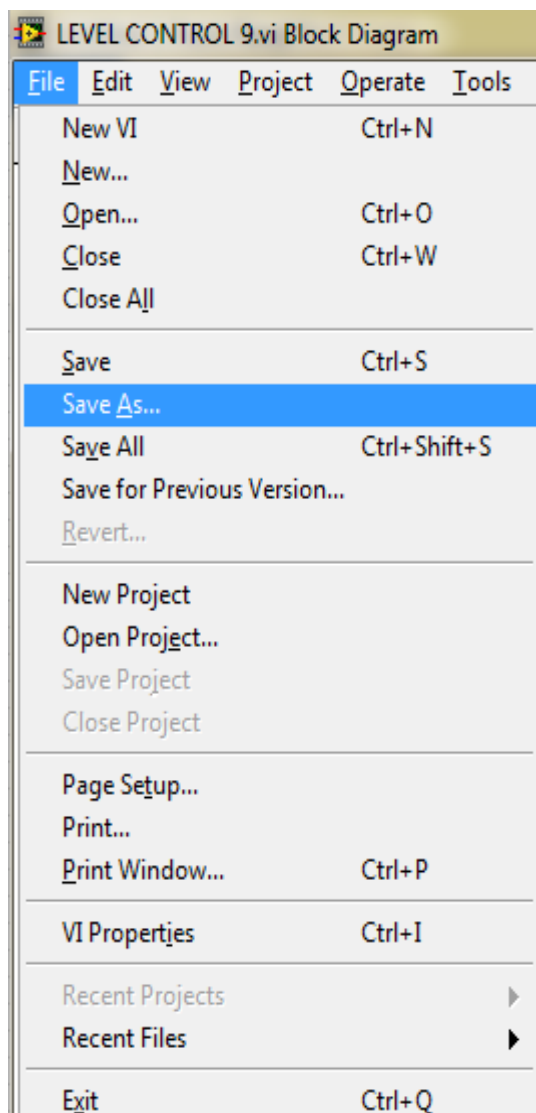 LEVEL CONTROL 9.vi Block Diagram
File Edit View Project Operate Tools
New VI Ctrl+N
New...
Open... Ctrl+O
Close Ctrl+W
Close All
Save Ctrl+S
Save As...
Save All Ctrl+Shift+S
Save for Previous Version...
Revert...
New Project
Open Project...
Save Project
Close Project
Page Setup...
Print...
Print Window... Ctrl+P
VI Properties Ctrl+I
Recent Projects
Recent Files
Exit Ctrl+Q